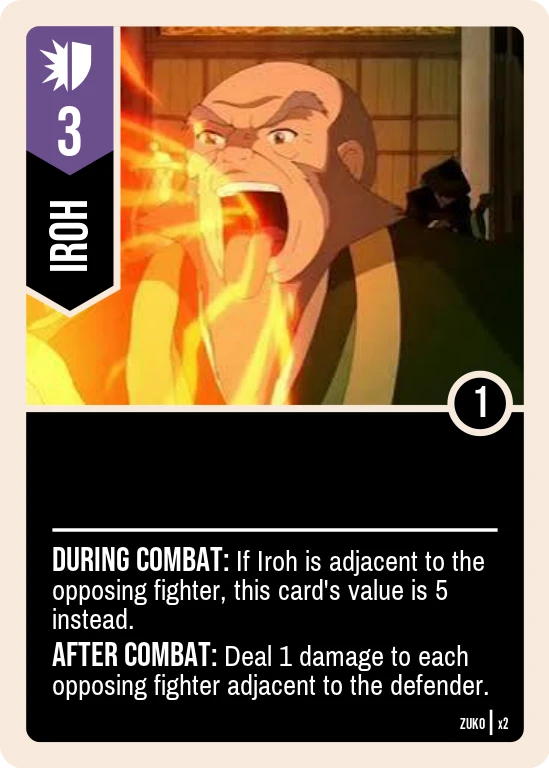 3
IROH
1
DURING COMBAT: If Iroh is adjacent to the
opposing fighter, this card's value is 5
instead.
AFTER COMBAT: Deal 1 damage to each
opposing fighter adjacent to the defender.
ZUKO x2